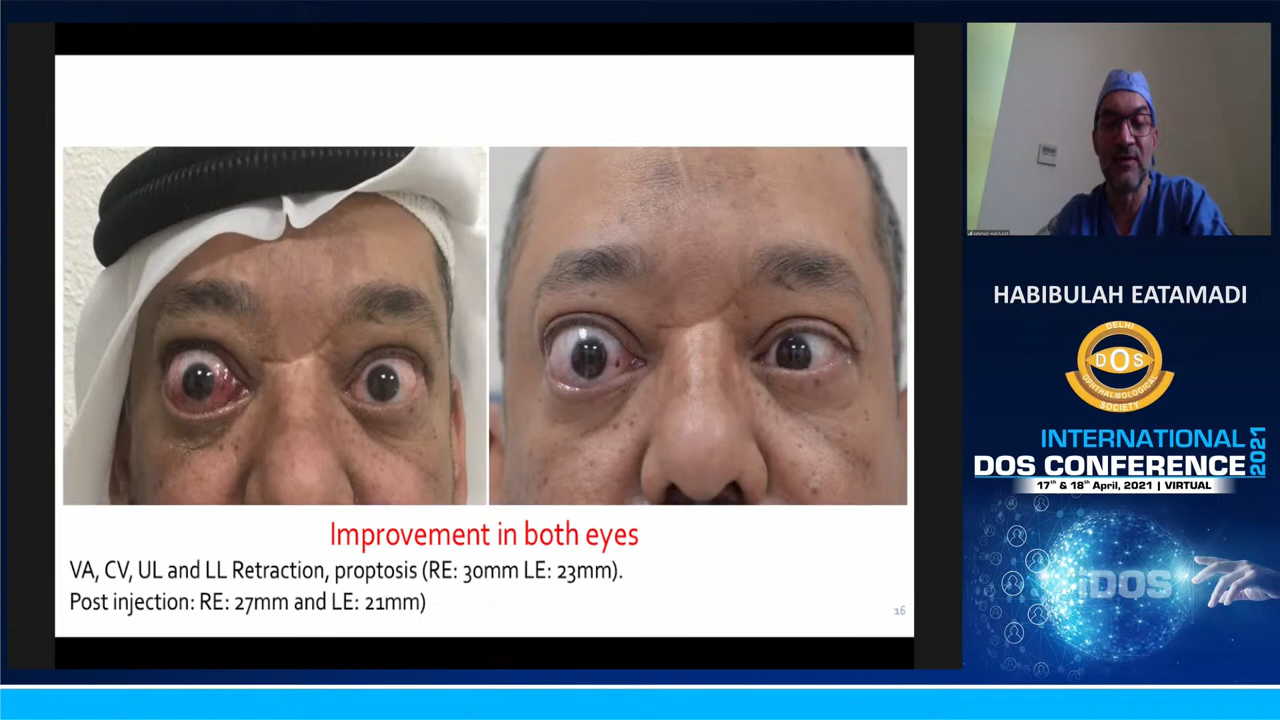 Improvement in both eyes
VA, CV, UL and LL Retraction, proptosis (RE: 30mm LE: 23mm).
Post injection: RE: 27mm and LE: 21mm)
16
HABIBULAH EATAMADI
DELHI
DOS
OPHTHALMOLOGICAL
SOCIETY
INTERNATIONAL
DOS CONFERENCE
2021
17th & 18th April, 2021 | VIRTUAL
iDOS